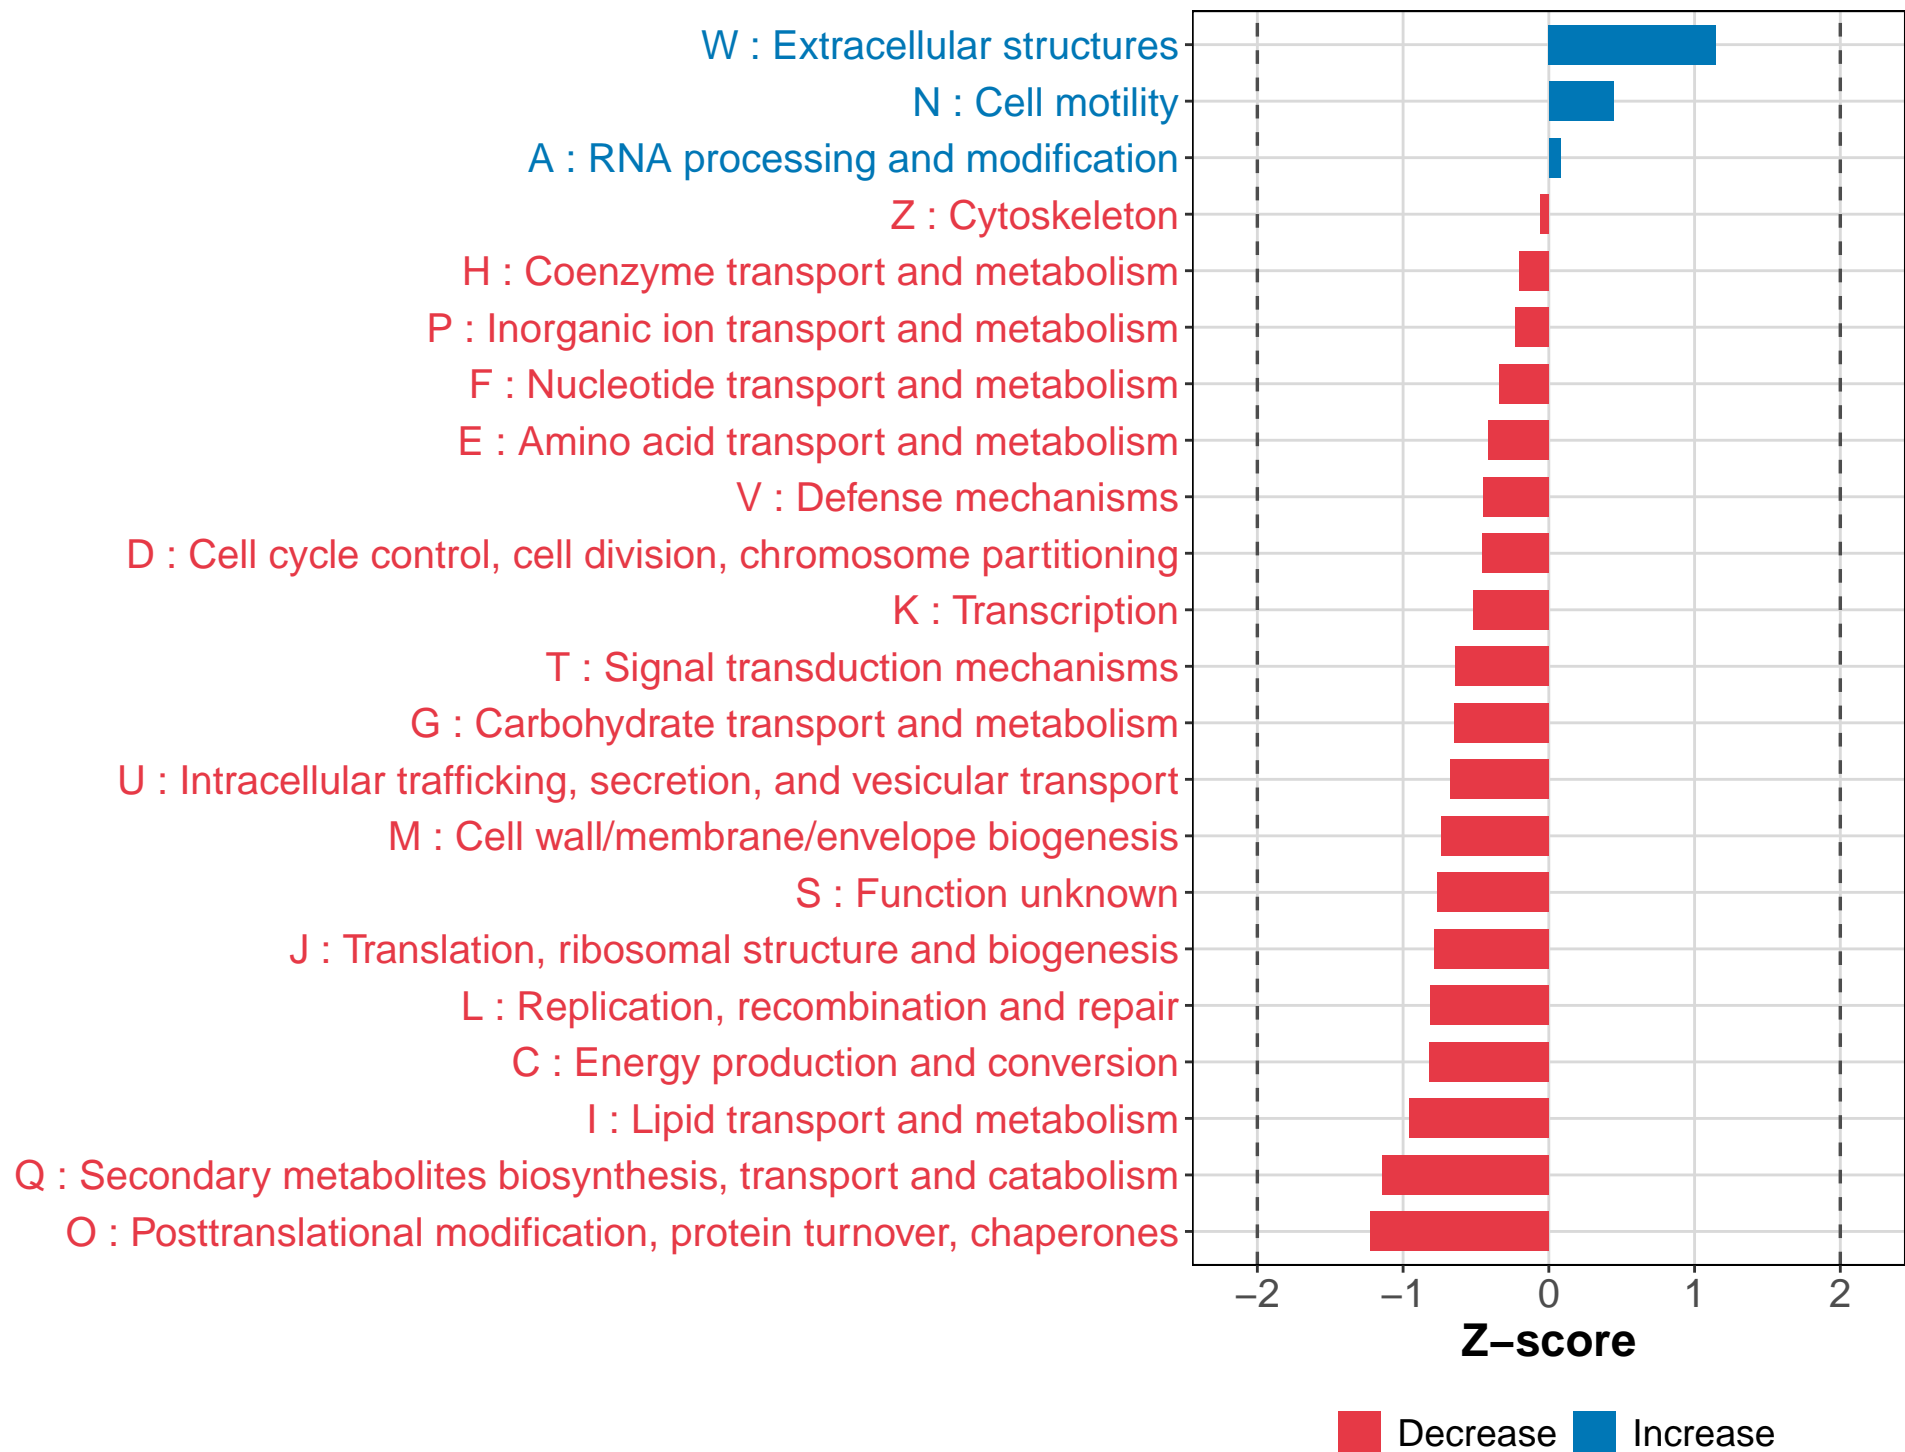 W : Extracellular structures
N : Cell motility
A : RNA processing and modification
Z : Cytoskeleton
H : Coenzyme transport and metabolism
P : Inorganic ion transport and metabolism
F : Nucleotide transport and metabolism
E : Amino acid transport and metabolism
V : Defense mechanisms
D : Cell cycle control, cell division, chromosome partitioning
K : Transcription
T : Signal transduction mechanisms
G : Carbohydrate transport and metabolism
U : Intracellular trafficking, secretion, and vesicular transport
M : Cell wall/membrane/envelope biogenesis
S : Function unknown
J : Translation, ribosomal structure and biogenesis
L : Replication, recombination and repair
C : Energy production and conversion
I : Lipid transport and metabolism
Q : Secondary metabolites biosynthesis, transport and catabolism
O : Posttranslational modification, protein turnover, chaperones
−2 −1 0 1 2
Z−score
Decrease Increase